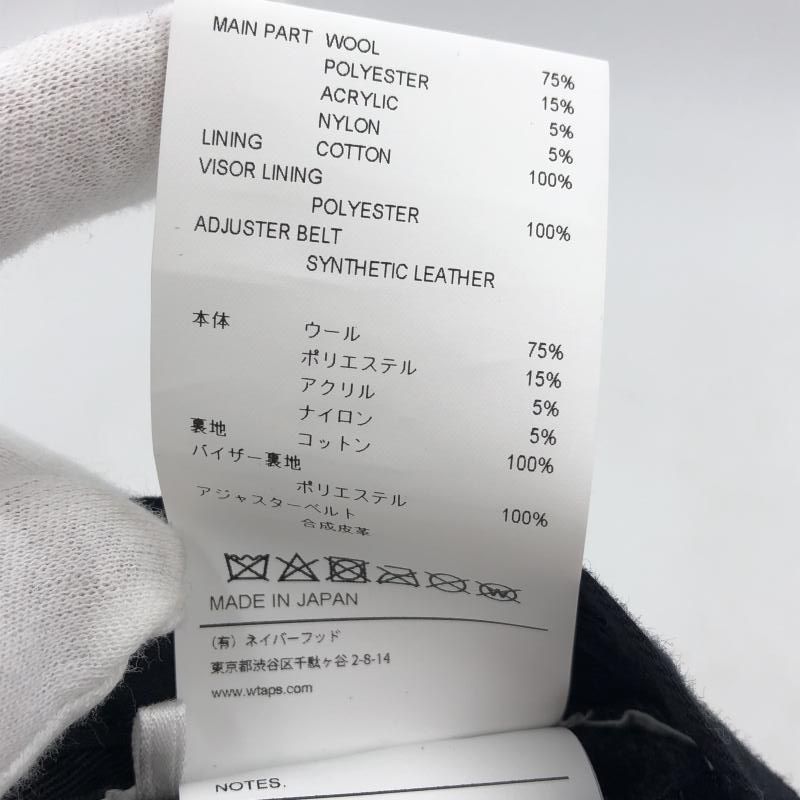 MAIN PART WOOL 75%
POLYESTER 15%
ACRYLIC 5%
NYLON 5%
LINING COTTON 100%
VISOR LINING
POLYESTER 100%
ADJUSTER BELT
SYNTHETIC LEATHER
本体 ウール 75%
ポリエステル 15%
アクリル 5%
ナイロン 5%
裏地 コットン 100%
バイザー裏地
ポリエステル 100%
アジャスターベルト
合成皮革
MADE IN JAPAN
(有) ネイバーフッド
東京都渋谷区千駄ヶ谷 2-8-14
www.wtaps.com
NOTES.